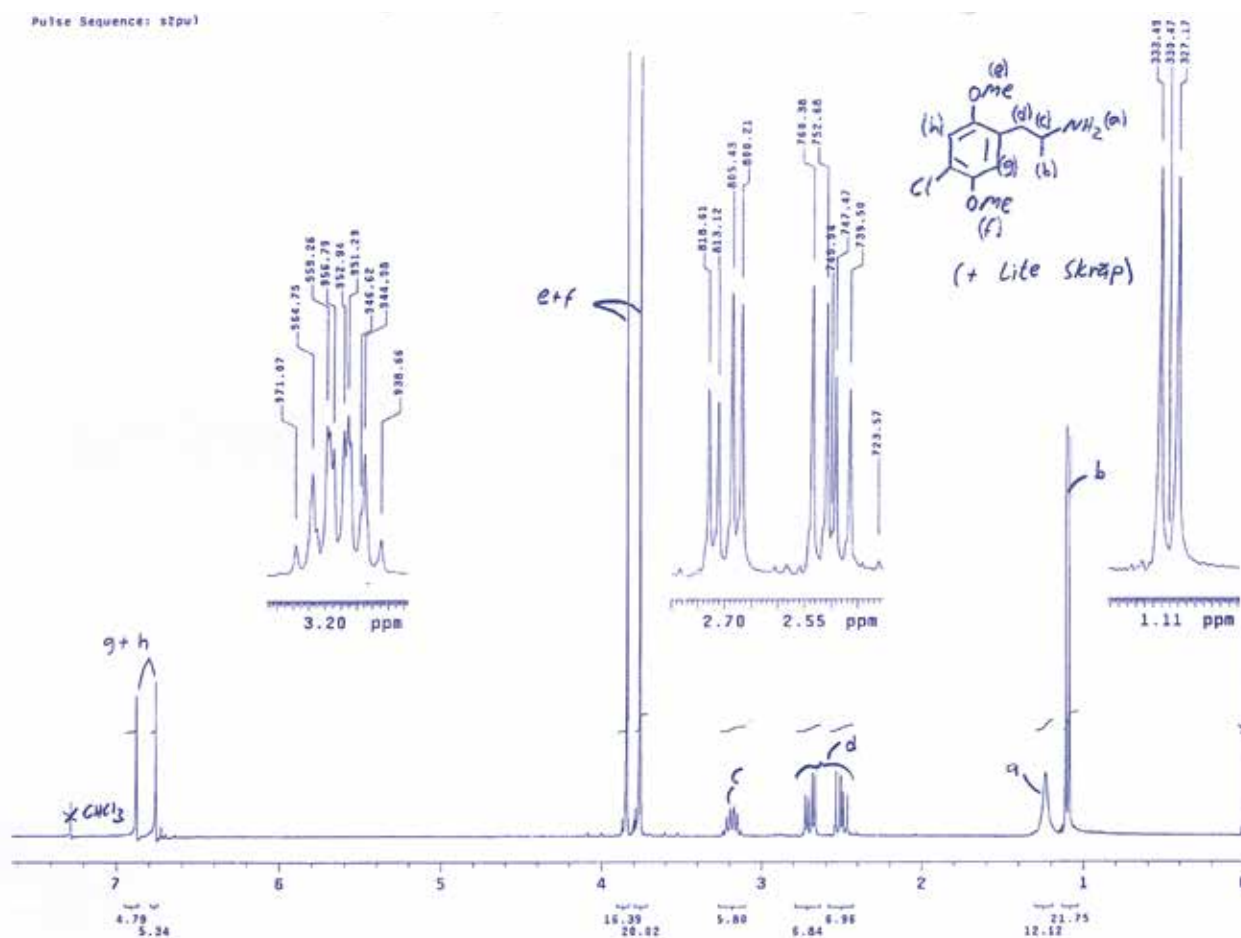 Pulse Sequence: s2pul
(e)
OMe
(h)
(d)
(c)
NH2 (a)
(g)
(b)
Cl
OMe
(f)
(+ Lite Skräp)
333.49
330.47
327.17
760.38
752.68
747.47
739.50
723.57
818.61
813.12
805.43
800.21
971.07
964.75
959.26
956.79
952.94
951.29
946.62
944.98
938.66
e+f
b
3.20 ppm
2.70 2.55 ppm
1.11 ppm
g+h
d
c
a
CHCl3
7 6 5 4 3 2 1
4.79 16.39 5.80 6.96 21.75
5.34 20.02 6.84 12.12